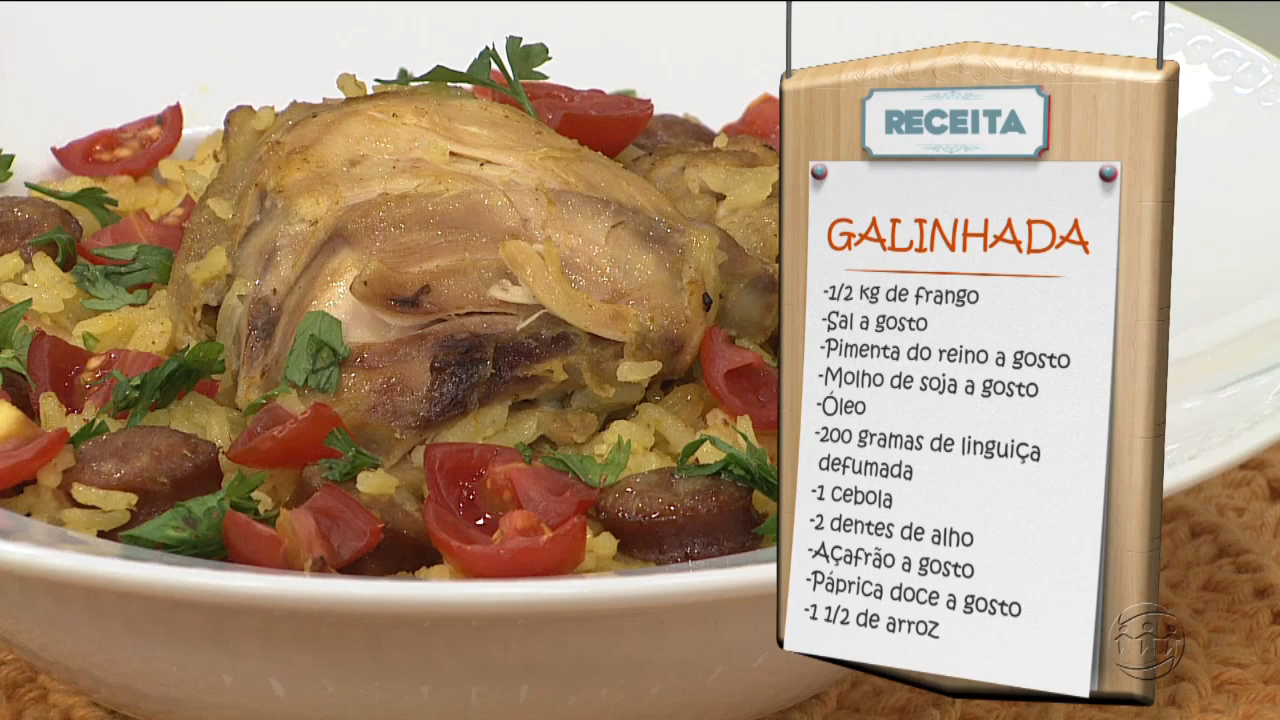 RECEITA
GALINHADA
-1/2 kg de frango
-Sal a gosto
-Pimenta do reino a gosto
-Molho de soja a gosto
-Óleo
-200 gramas de linguiça
defumada
-1 cebola
-2 dentes de alho
-Açafrão a gosto
-Páprica doce a gosto
-1 1/2 de arroz